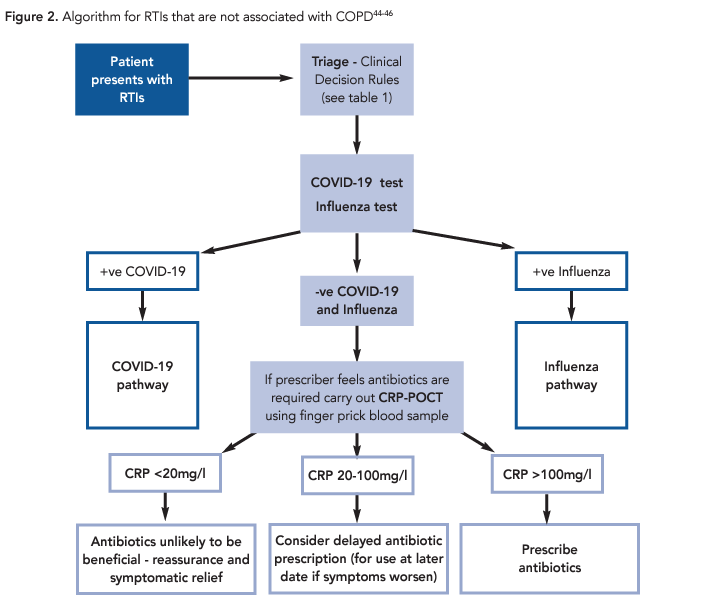 Figure 2. Algorithm for RTIs that are not associated with COPD44-46
Patient
presents with
RTIs
Triage - Clinical
Decision Rules
(see table 1)
COVID-19 test
Influenza test
+ve COVID-19
-ve COVID-19
and Influenza
+ve Influenza
COVID-19
pathway
Influenza
pathway
If prescriber feels antibiotics are
required carry out CRP-POCT
using finger prick blood sample
CRP <20mg/l
CRP 20-100mg/l
CRP >100mg/l
Antibiotics unlikely to be
beneficial - reassurance and
symptomatic relief
Consider delayed antibiotic
prescription (for use at later
date if symptoms worsen)
Prescribe
antibiotics